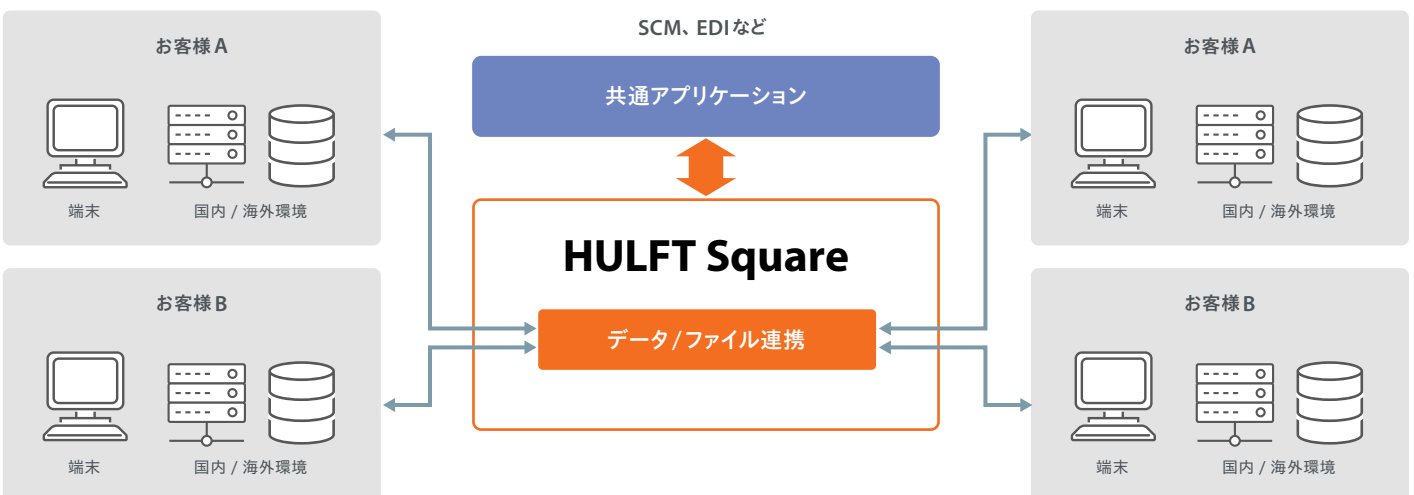 お客様A
端末
国内 / 海外環境
お客様B
端末
国内 / 海外環境
SCM、EDIなど
共通アプリケーション
HULFT Square
データ/ファイル連携
お客様A
端末
国内 / 海外環境
お客様B
端末
国内 / 海外環境